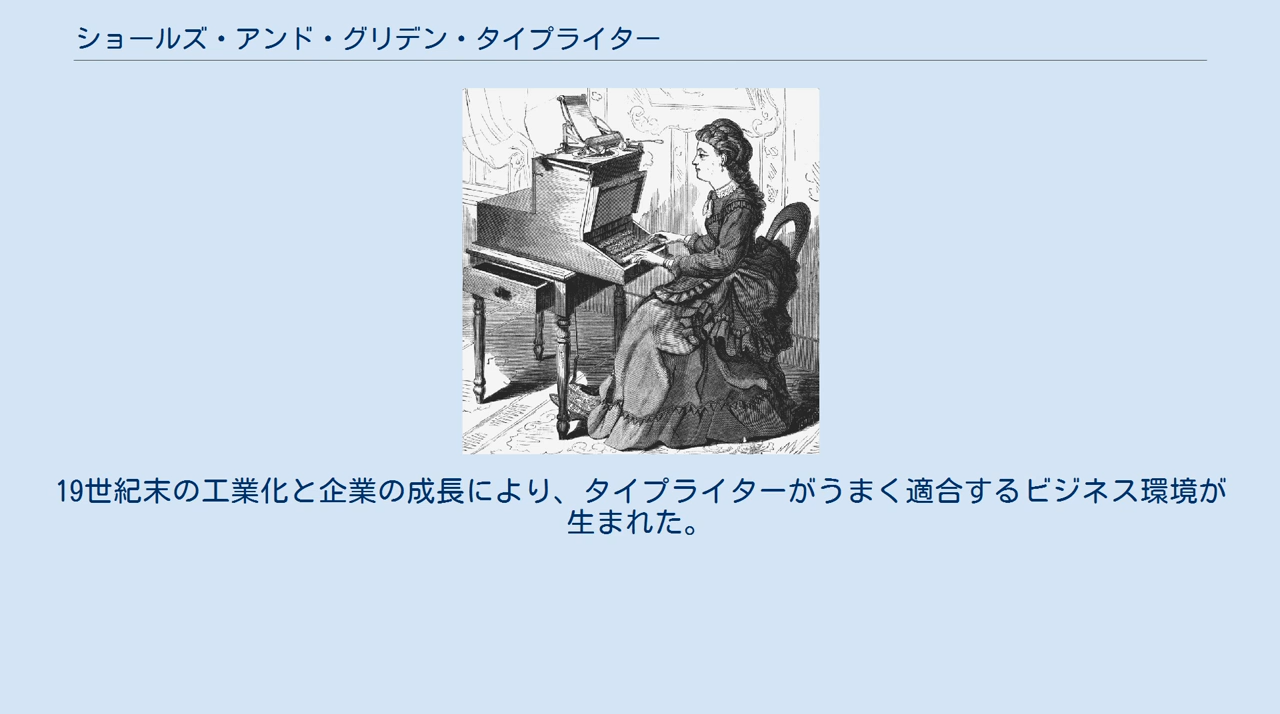 ショールズ・アンド・グリデン・タイプライター
19世紀末の工業化と企業の成長により、タイプライターがうまく適合するビジネス環境が
生まれた。